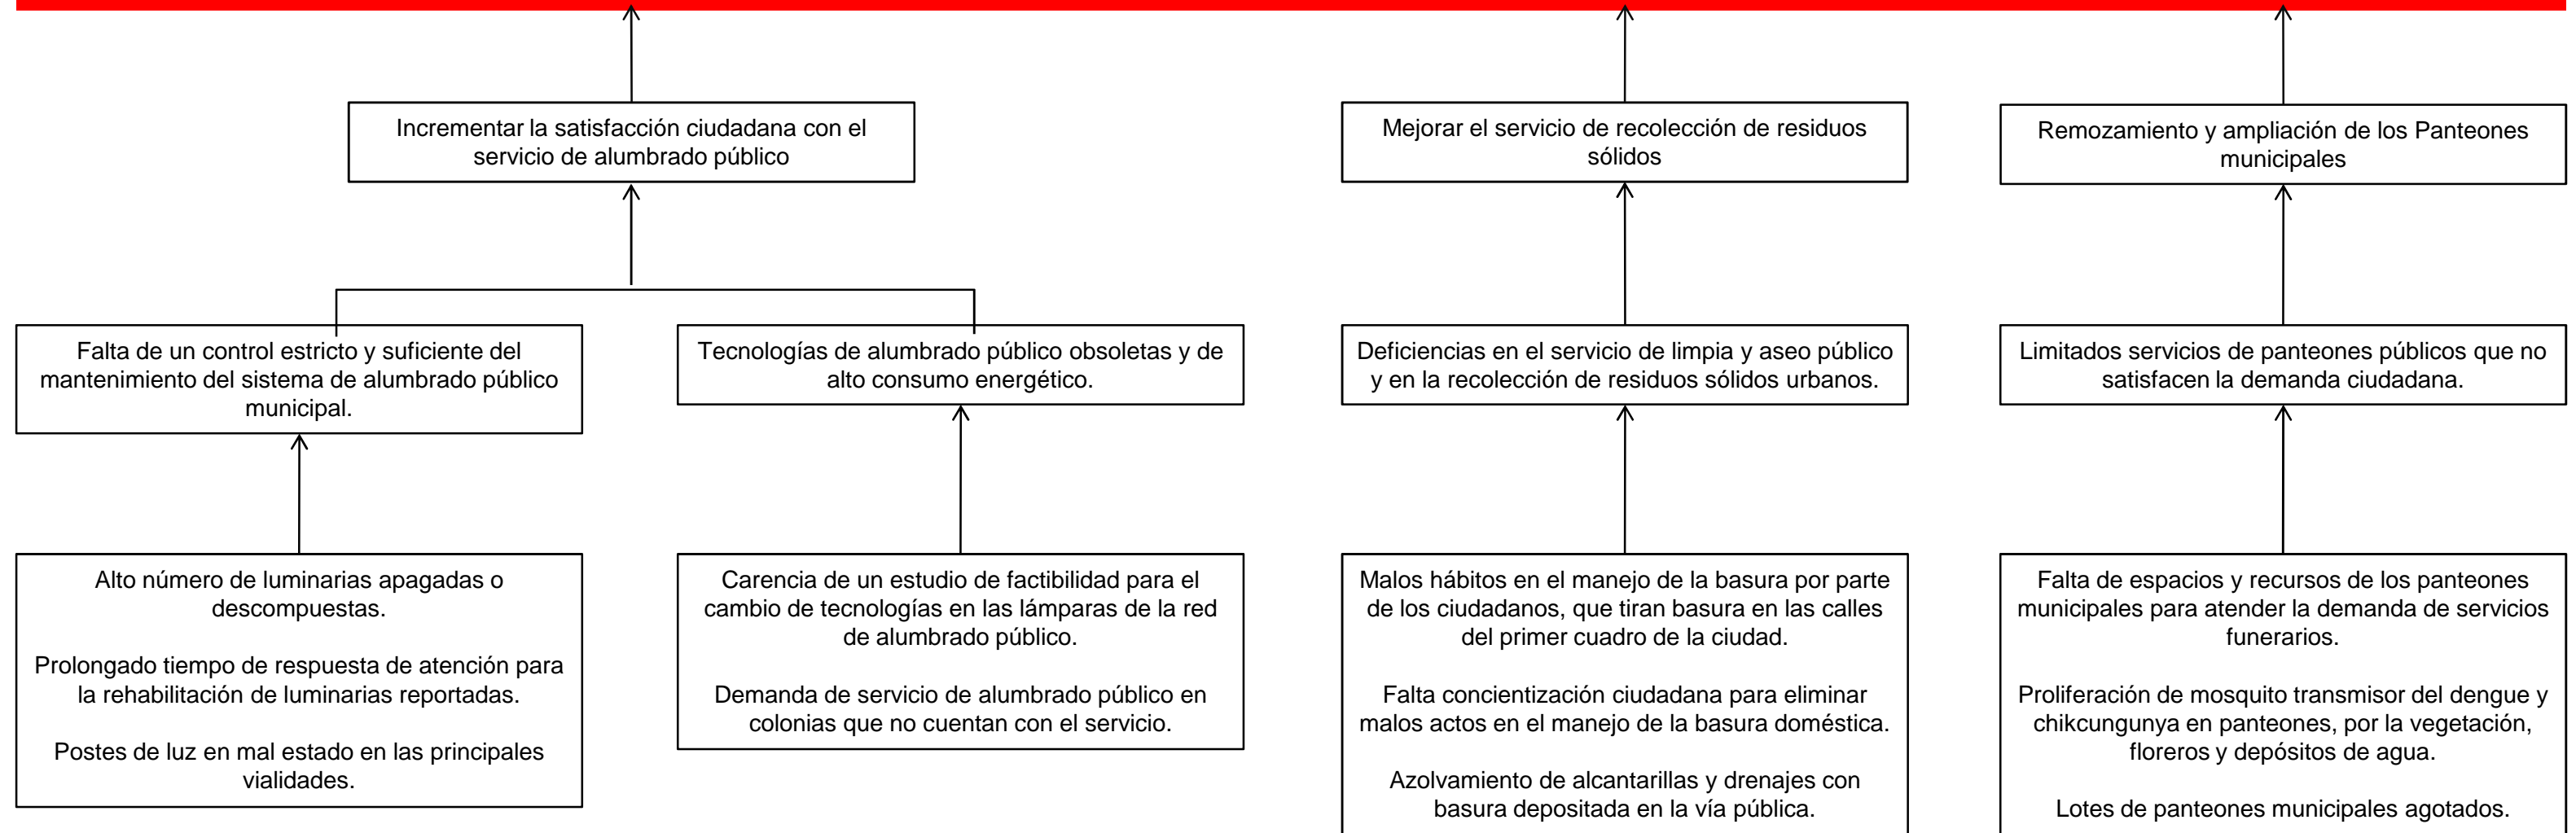 Incrementar la satisfacción ciudadana con el
servicio de alumbrado público
Mejorar el servicio de recolección de residuos
sólidos
Remozamiento y ampliación de los Panteones
municipales
Falta de un control estricto y suficiente del
mantenimiento del sistema de alumbrado público
municipal.
Tecnologías de alumbrado público obsoletas y de
alto consumo energético.
Deficiencias en el servicio de limpia y aseo público
y en la recolección de residuos sólidos urbanos.
Limitados servicios de panteones públicos que no
satisfacen la demanda ciudadana.
Alto número de luminarias apagadas o
descompuestas.
Prolongado tiempo de respuesta de atención para
la rehabilitación de luminarias reportadas.
Postes de luz en mal estado en las principales
vialidades.
Carencia de un estudio de factibilidad para el
cambio de tecnologías en las lámparas de la red
de alumbrado público.
Demanda de servicio de alumbrado público en
colonias que no cuentan con el servicio.
Malos hábitos en el manejo de la basura por parte
de los ciudadanos, que tiran basura en las calles
del primer cuadro de la ciudad.
Falta concientización ciudadana para eliminar
malos actos en el manejo de la basura doméstica.
Azolvamiento de alcantarillas y drenajes con
basura depositada en la vía pública.
Falta de espacios y recursos de los panteones
municipales para atender la demanda de servicios
funerarios.
Proliferación de mosquito transmisor del dengue y
chikcungunya en panteones, por la vegetación,
floreros y depósitos de agua.
Lotes de panteones municipales agotados.